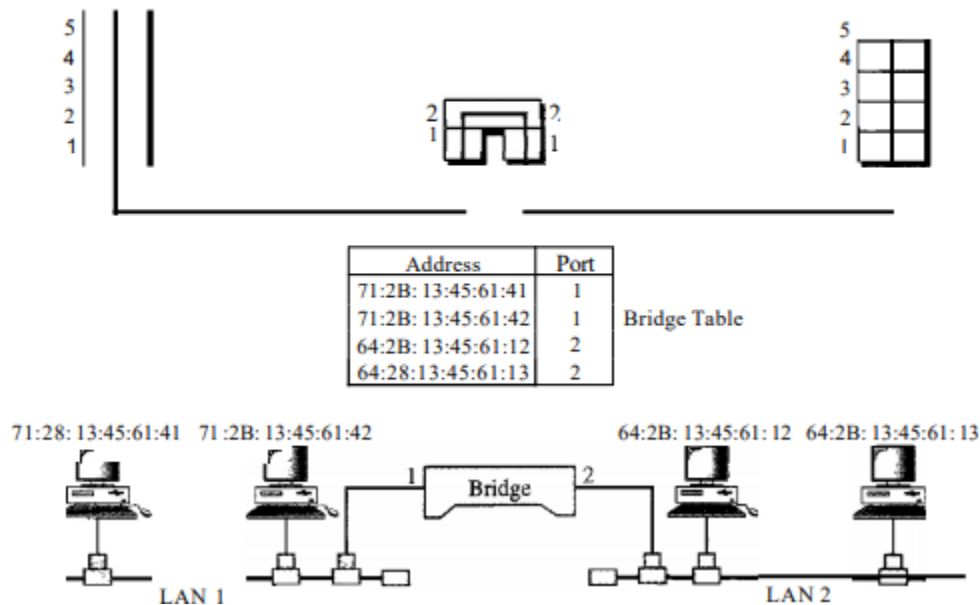 5
4
3
2
1
2
1
2
1
5
4
3
2
1
Address Port
71:2B: 13:45:61:41 1
71:2B: 13:45:61:42 1
64:2B: 13:45:61:12 2
64:28:13:45:61:13 2
Bridge Table
71:28: 13:45:61:41 71:2B: 13:45:61:42 64:2B: 13:45:61: 12 64:2B: 13:45:61: 13
1 Bridge 2
LAN 1 LAN 2